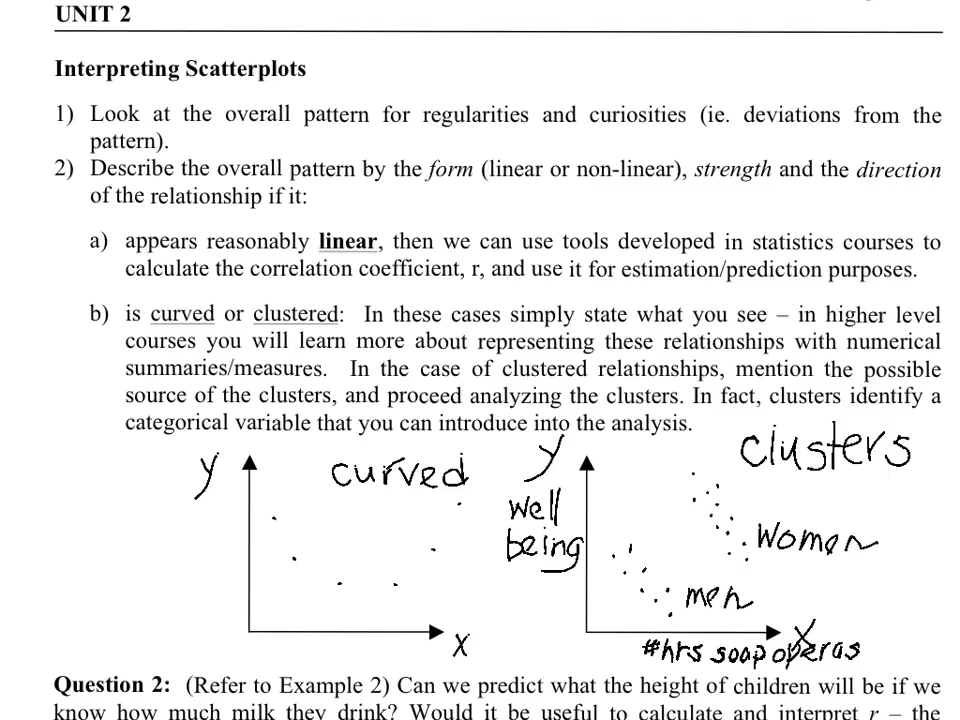 UNIT 2
Interpreting Scatterplots
1) Look at the overall pattern for regularities and curiosities (ie. deviations from the
pattern).
2) Describe the overall pattern by the form (linear or non-linear), strength and the direction
of the relationship if it:
a) appears reasonably linear, then we can use tools developed in statistics courses to
calculate the correlation coefficient, r, and use it for estimation/prediction purposes.
b) is curved or clustered: In these cases simply state what you see – in higher level
courses you will learn more about representing these relationships with numerical
summaries/measures. In the case of clustered relationships, mention the possible
source of the clusters, and proceed analyzing the clusters. In fact, clusters identify a
categorical variable that you can introduce into the analysis.
y curved
x
y clusters
well
being
women
men
x
#hrs soap operas
Question 2: (Refer to Example 2) Can we predict what the height of children will be if we
know how much milk they drink? Would it be useful to calculate and interpret r – the